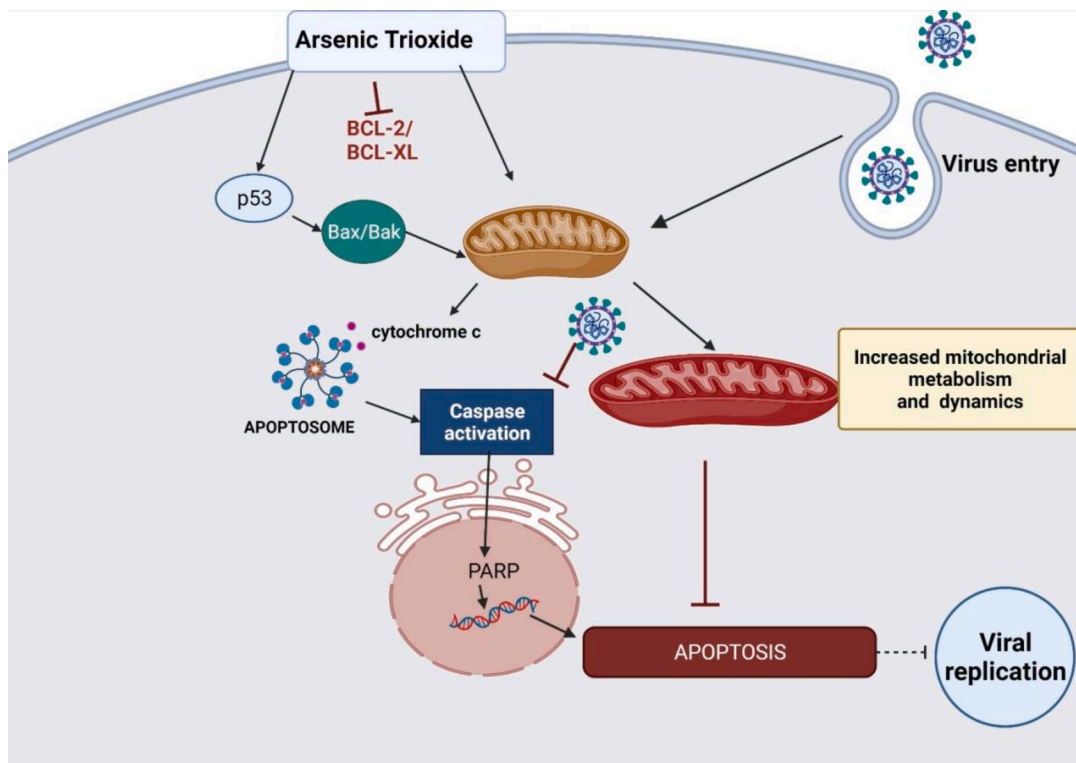 Arsenic Trioxide
BCL-2/
BCL-XL
Virus entry
p53
Bax/Bak
cytochrome c
Increased mitochondrial
metabolism
and dynamics
APOPTOSOME
Caspase
activation
PARP
APOPTOSIS
Viral
replication